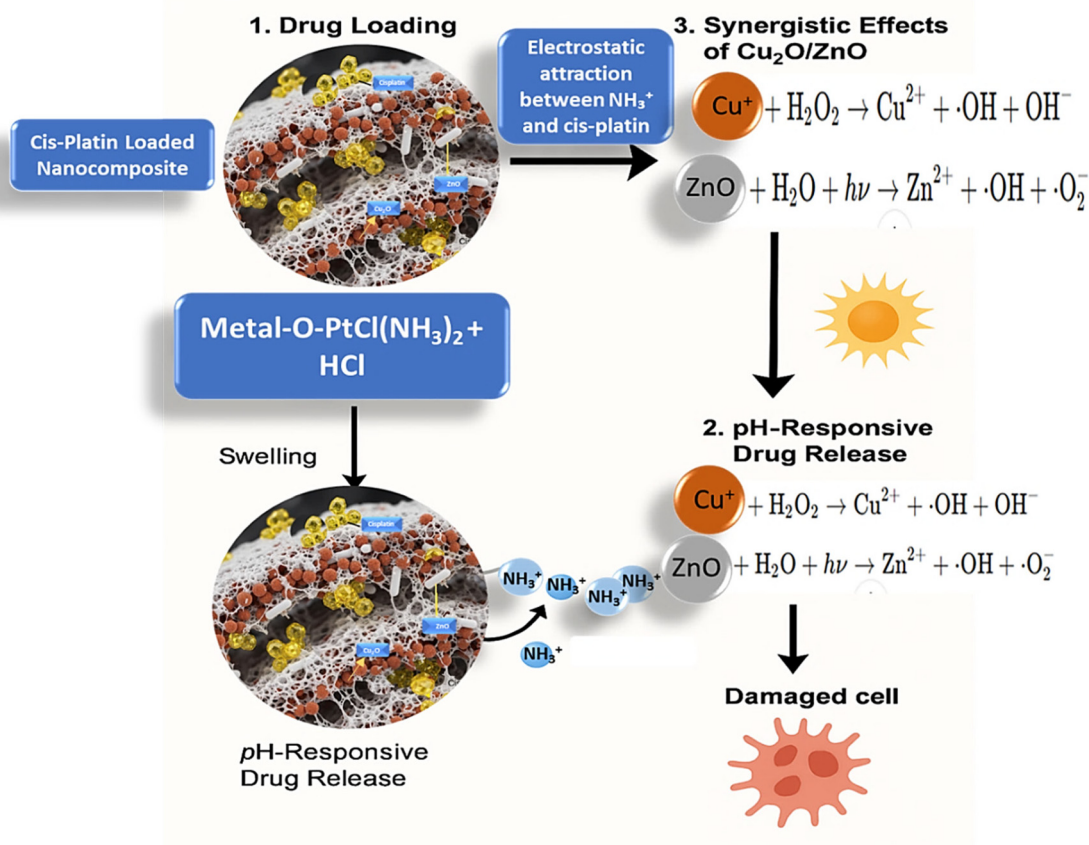 1. Drug Loading
Cisplatin
ZnO
Cu₂O
Cis-Platin Loaded
Nanocomposite
Electrostatic
attraction
between NH₃⁺
and cis-platin
3. Synergistic Effects
of Cu₂O/ZnO
Cu⁺ + H₂O₂ → Cu²⁺ + ·OH + OH⁻
ZnO + H₂O + hν → Zn²⁺ + ·OH + ·O₂⁻
Metal-O-PtCl(NH₃)₂ +
HCl
Swelling
Cisplatin
ZnO
Cu₂O
NH₃⁺
NH₃⁺
NH₃⁺
NH₃⁺
NH₃⁺
pH-Responsive
Drug Release
2. pH-Responsive
Drug Release
Cu⁺ + H₂O₂ → Cu²⁺ + ·OH + OH⁻
ZnO + H₂O + hν → Zn²⁺ + ·OH + ·O₂⁻
Damaged cell